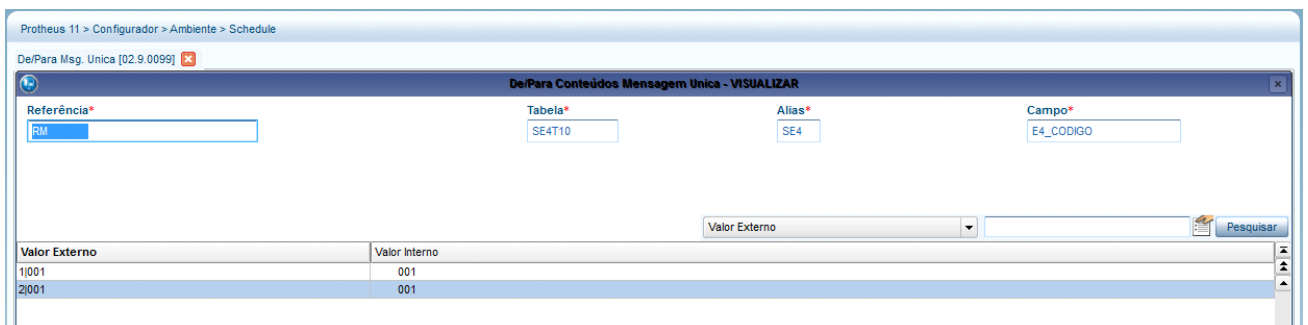 Protheus 11 > Configurador > Ambiente > Schedule
De/Para Msg. Unica [02.9.0099]
De/Para Conteúdos Mensagem Unica - VISUALIZAR
Referência* Tabela* Alias* Campo*
RM SE4T10 SE4 E4_CODIGO
Valor Externo Pesquisar
Valor Externo Valor Interno
1|001 001
2|001 001